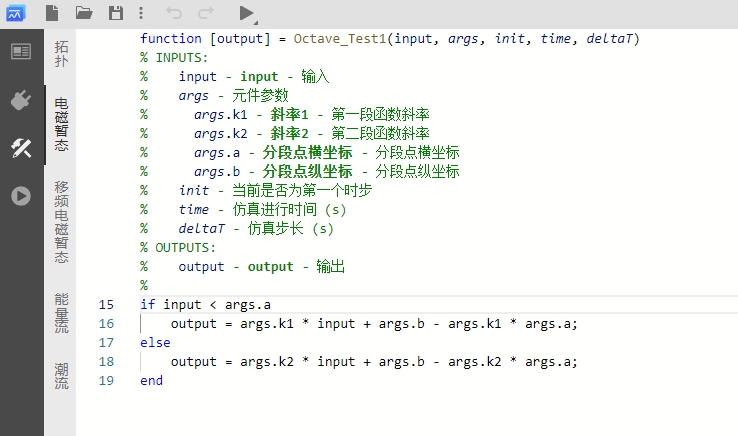 拓扑
电磁暂态
移频电磁暂态
能量流
潮流
function [output] = Octave_Test1(input, args, init, time, deltaT)
% INPUTS:
%    input - input - 输入
%    args - 元件参数
%      args.k1 - 斜率1 - 第一段函数斜率
%      args.k2 - 斜率2 - 第二段函数斜率
%      args.a - 分段点横坐标 - 分段点横坐标
%      args.b - 分段点纵坐标 - 分段点纵坐标
%    init - 当前是否为第一个时步
%    time - 仿真进行时间 (s)
%    deltaT - 仿真步长 (s)
% OUTPUTS:
%    output - output - 输出
%
15 if input < args.a
16     output = args.k1 * input + args.b - args.k1 * args.a;
17 else
18     output = args.k2 * input + args.b - args.k2 * args.a;
19 end